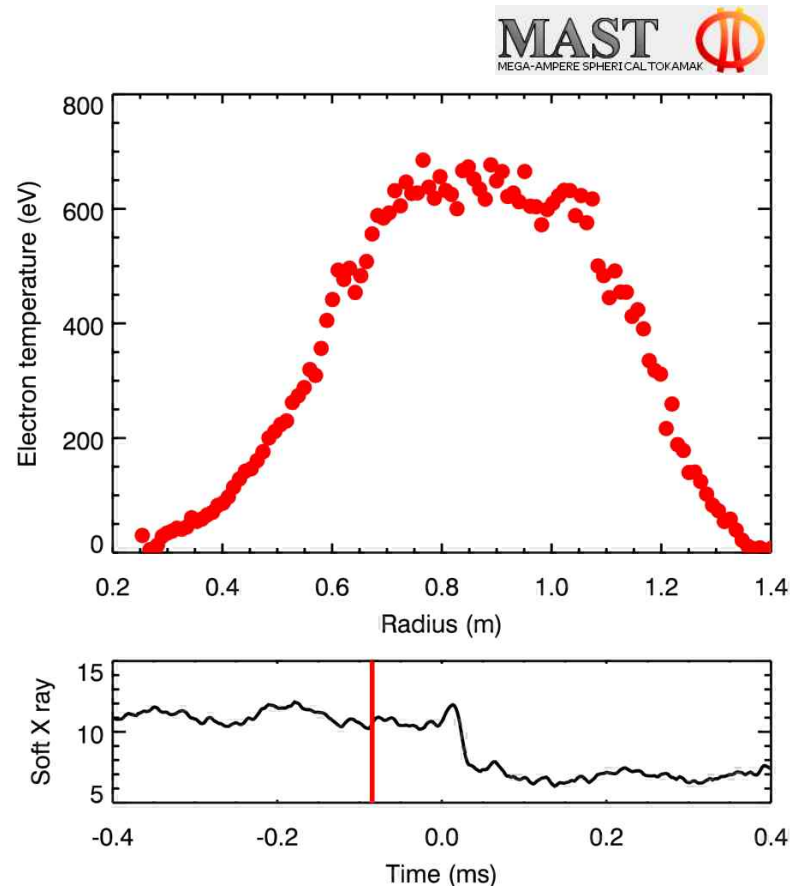 MAST
MEGA-AMPERE SPHERICAL TOKAMAK
800
600
400
200
0
Electron temperature (eV)
0.2 0.4 0.6 0.8 1.0 1.2 1.4
Radius (m)
15
10
5
Soft X ray
-0.4 -0.2 0.0 0.2 0.4
Time (ms)